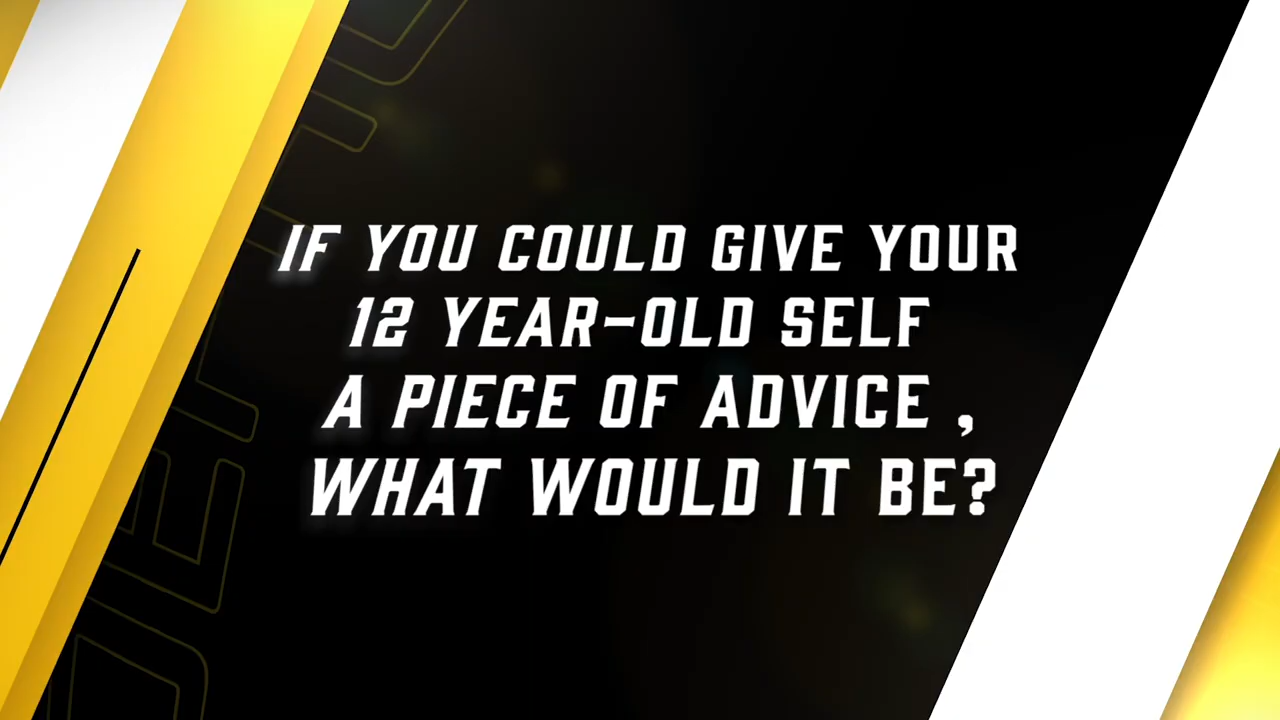 IF YOU COULD GIVE YOUR
12 YEAR-OLD SELF
A PIECE OF ADVICE ,
WHAT WOULD IT BE?